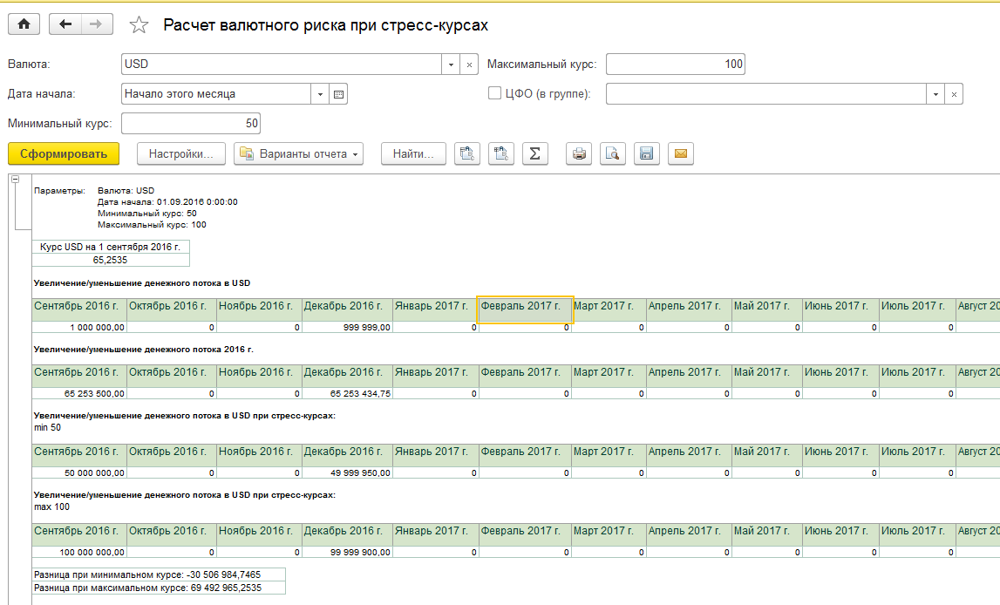 Расчет валютного риска при стресс-курсах
Валюта: USD Максимальный курс: 100
Дата начала: Начало этого месяца ЦФО (в группе):
Минимальный курс: 50
Сформировать Настройки... Варианты отчета Найти... Σ
Параметры: Валюта: USD
Дата начала: 01.09.2016 0:00:00
Минимальный курс: 50
Максимальный курс: 100
Курс USD на 1 сентября 2016 г.
65,2535
Увеличение/уменьшение денежного потока в USD
Сентябрь 2016 г. Октябрь 2016 г. Ноябрь 2016 г. Декабрь 2016 г. Январь 2017 г. Февраль 2017 г. Март 2017 г. Апрель 2017 г. Май 2017 г. Июнь 2017 г. Июль 2017 г. Август 20
1 000 000,00 0 0 999 999,00 0 0 0 0 0 0 0
Увеличение/уменьшение денежного потока 2016 г.
Сентябрь 2016 г. Октябрь 2016 г. Ноябрь 2016 г. Декабрь 2016 г. Январь 2017 г. Февраль 2017 г. Март 2017 г. Апрель 2017 г. Май 2017 г. Июнь 2017 г. Июль 2017 г. Август 20
65 253 500,00 0 0 65 253 434,75 0 0 0 0 0 0 0
Увеличение/уменьшение денежного потока в USD при стресс-курсах:
min 50
Сентябрь 2016 г. Октябрь 2016 г. Ноябрь 2016 г. Декабрь 2016 г. Январь 2017 г. Февраль 2017 г. Март 2017 г. Апрель 2017 г. Май 2017 г. Июнь 2017 г. Июль 2017 г. Август 20
50 000 000,00 0 0 49 999 950,00 0 0 0 0 0 0 0
Увеличение/уменьшение денежного потока в USD при стресс-курсах:
max 100
Сентябрь 2016 г. Октябрь 2016 г. Ноябрь 2016 г. Декабрь 2016 г. Январь 2017 г. Февраль 2017 г. Март 2017 г. Апрель 2017 г. Май 2017 г. Июнь 2017 г. Июль 2017 г. Август 20
100 000 000,00 0 0 99 999 900,00 0 0 0 0 0 0 0
Разница при минимальном курсе: -30 506 984,7465
Разница при максимальном курсе: 69 492 965,2535